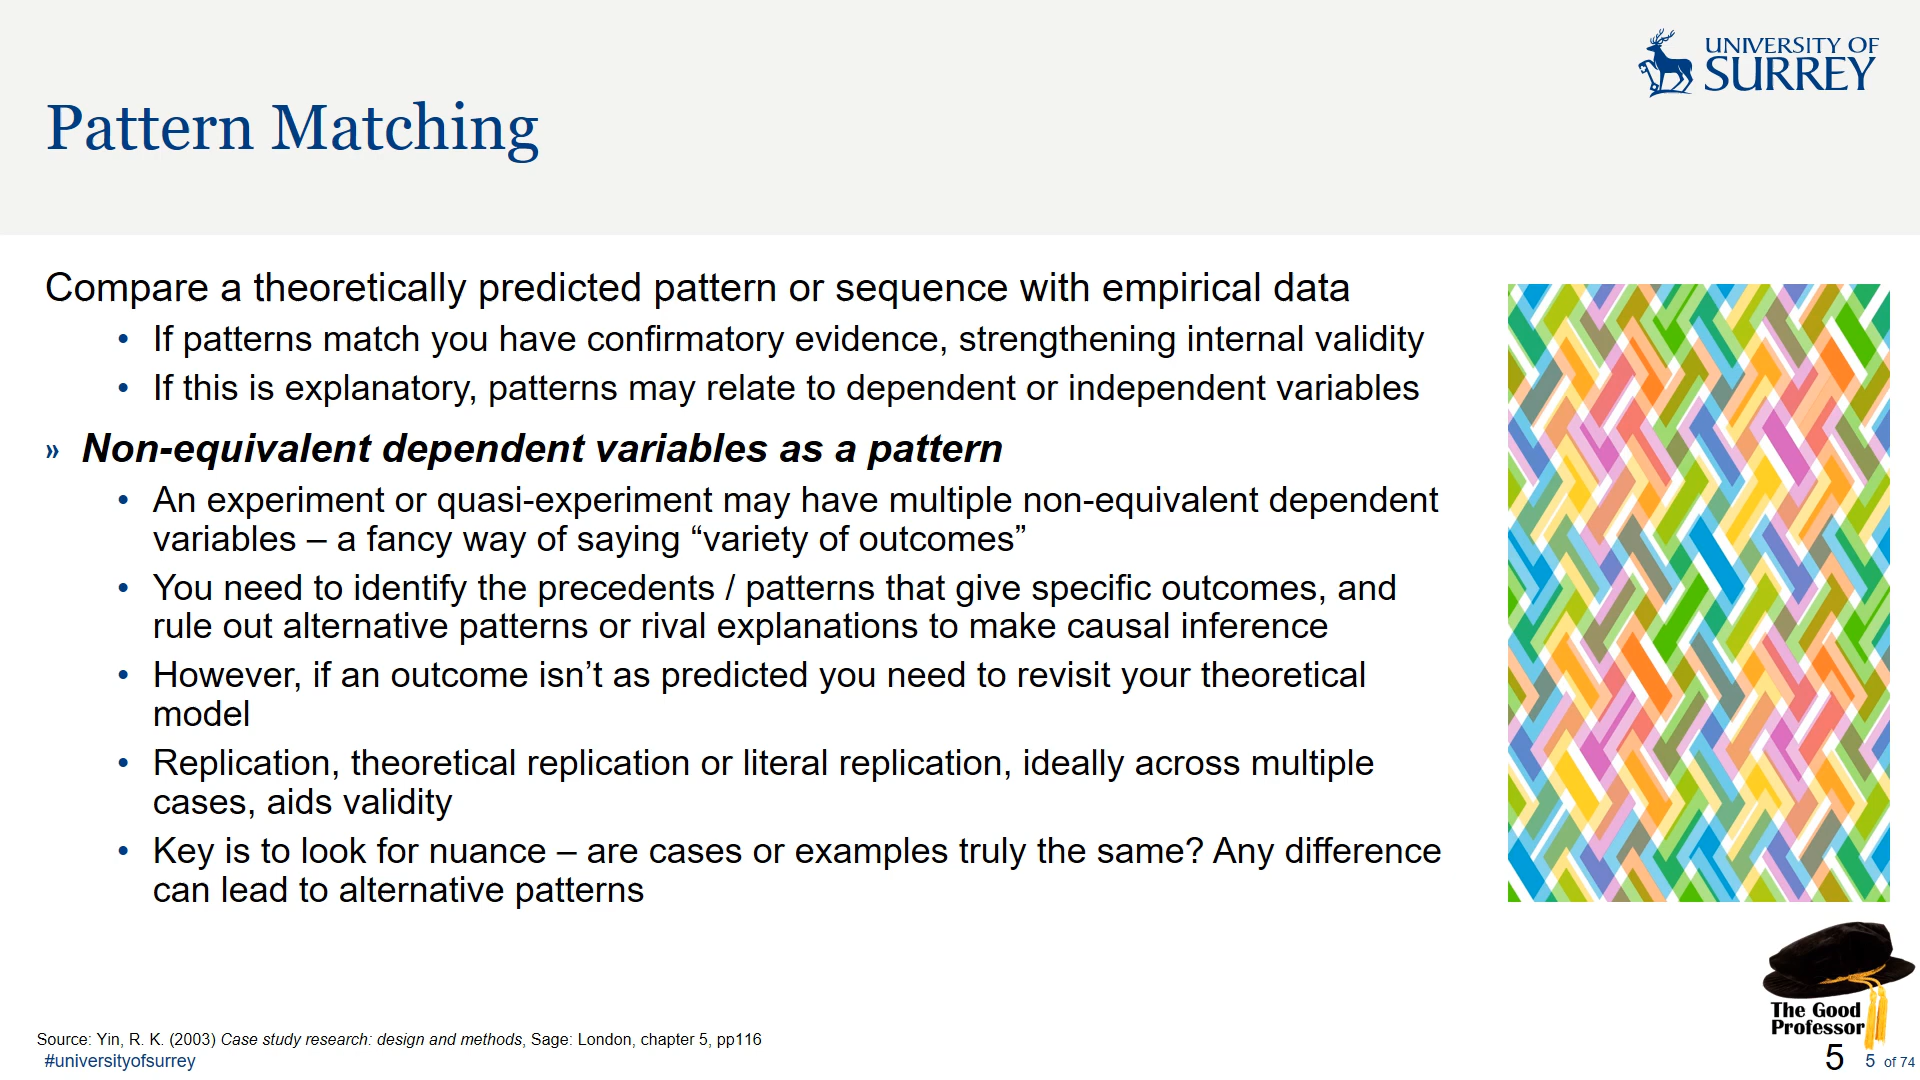 UNIVERSITY OF
SURREY
Pattern Matching
Compare a theoretically predicted pattern or sequence with empirical data
• If patterns match you have confirmatory evidence, strengthening internal validity
• If this is explanatory, patterns may relate to dependent or independent variables
» Non-equivalent dependent variables as a pattern
• An experiment or quasi-experiment may have multiple non-equivalent dependent
variables – a fancy way of saying “variety of outcomes”
• You need to identify the precedents / patterns that give specific outcomes, and
rule out alternative patterns or rival explanations to make causal inference
• However, if an outcome isn’t as predicted you need to revisit your theoretical
model
• Replication, theoretical replication or literal replication, ideally across multiple
cases, aids validity
• Key is to look for nuance – are cases or examples truly the same? Any difference
can lead to alternative patterns
The Good
Professor
Source: Yin, R. K. (2003) Case study research: design and methods, Sage: London, chapter 5, pp116
#universityofsurrey
5
5 of 74